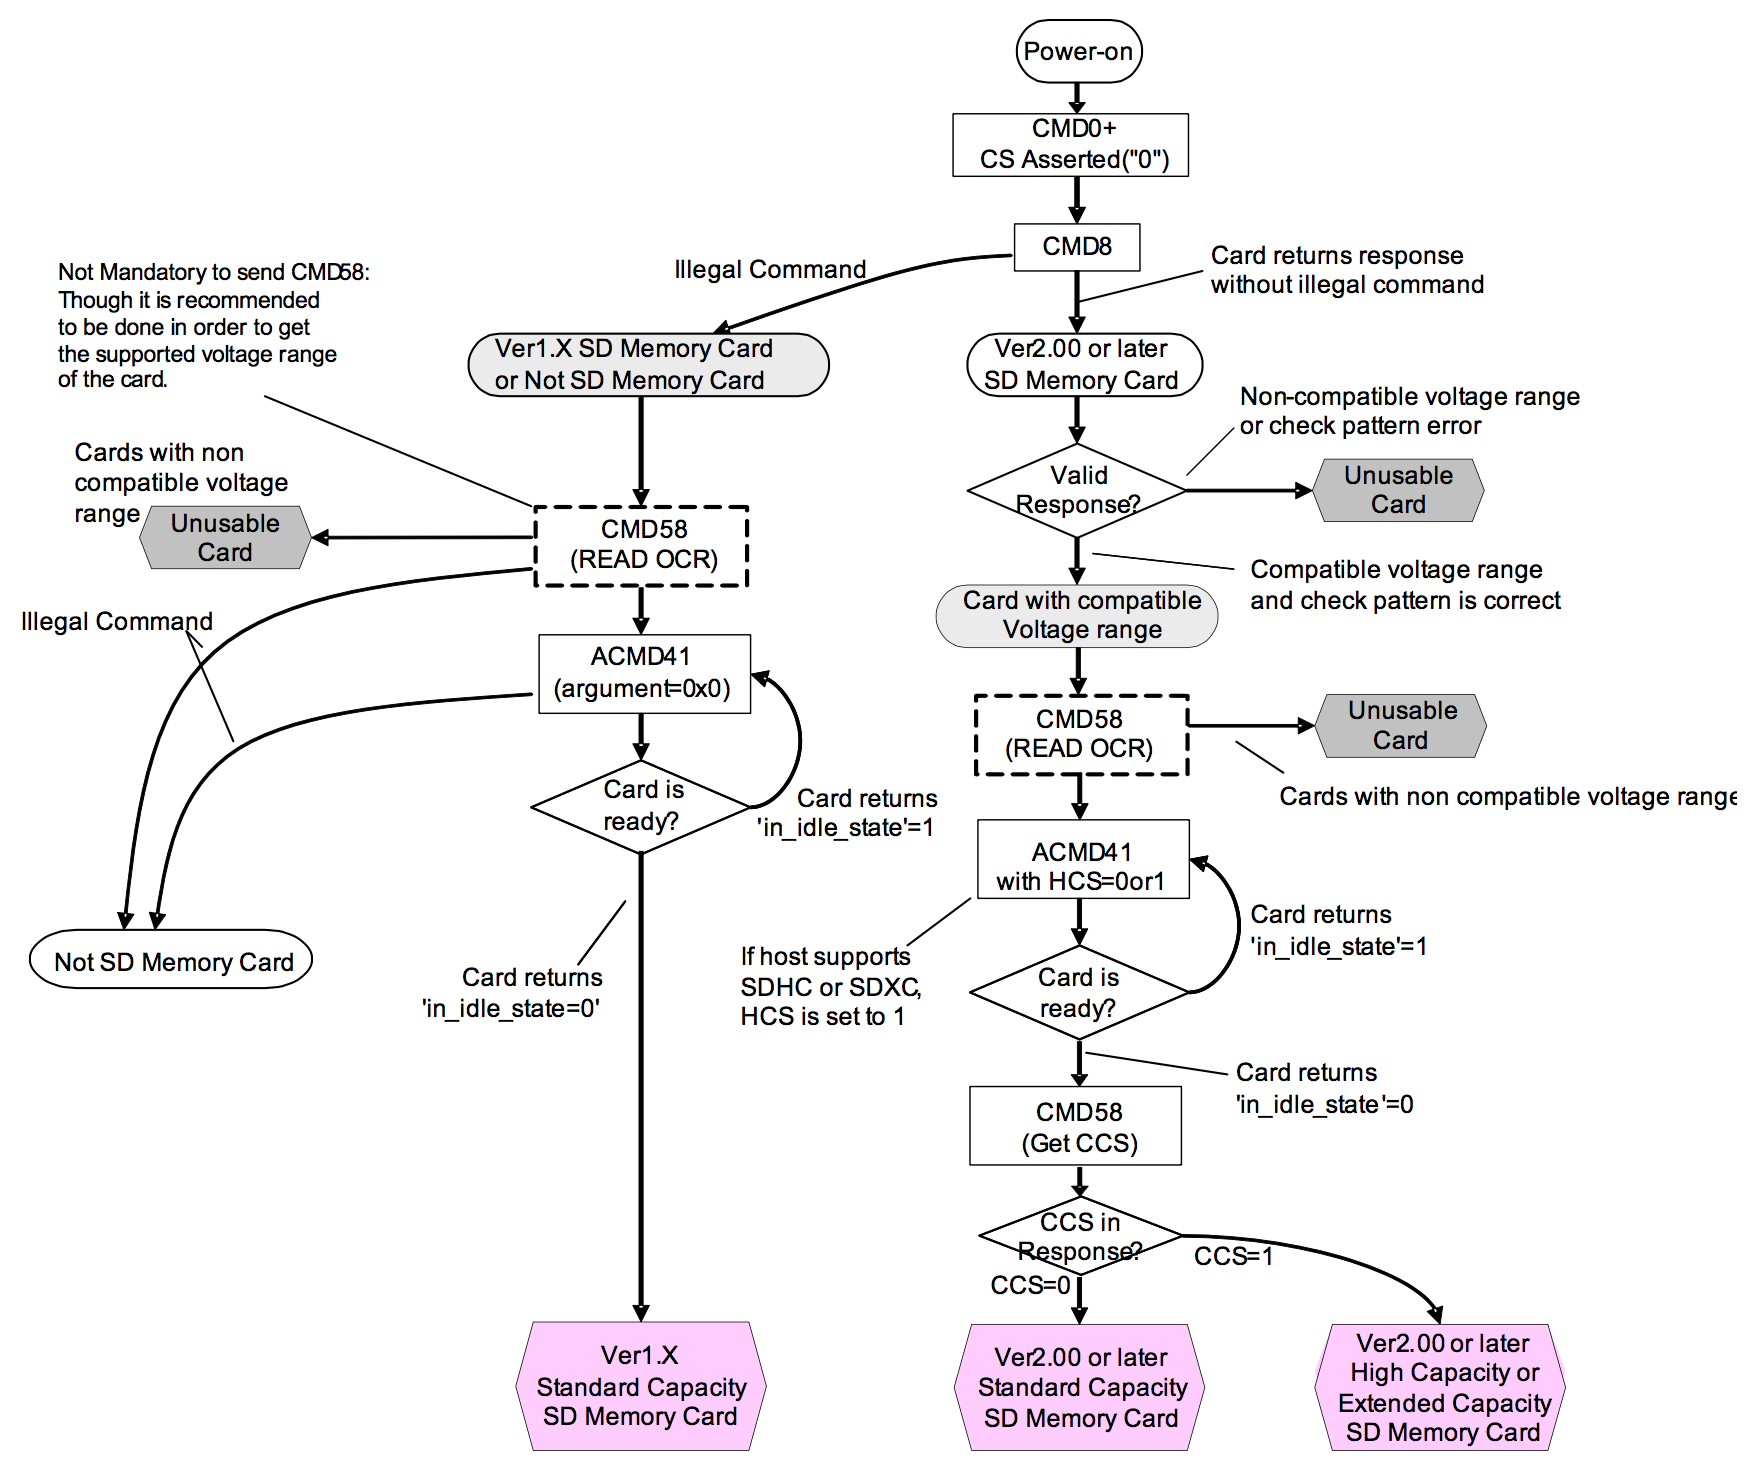 Power-on
CMD0+
CS Asserted("0")
CMD8
Illegal Command
Card returns response
without illegal command
Not Mandatory to send CMD58:
Though it is recommended
to be done in order to get
the supported voltage range
of the card.
Ver1.X SD Memory Card
or Not SD Memory Card
Ver2.00 or later
SD Memory Card
Non-compatible voltage range
or check pattern error
Cards with non
compatible voltage
range
Valid
Response?
Unusable
Card
Unusable
Card
CMD58
(READ OCR)
Compatible voltage range
and check pattern is correct
Card with compatible
Voltage range
Illegal Command
ACMD41
(argument=0x0)
CMD58
(READ OCR)
Unusable
Card
Card is
ready?
Card returns
'in_idle_state'=1
Cards with non compatible voltage range
ACMD41
with HCS=0or1
Card returns
'in_idle_state'=1
Not SD Memory Card
Card returns
'in_idle_state=0'
If host supports
SDHC or SDXC,
HCS is set to 1
Card is
ready?
Card returns
'in_idle_state'=0
CMD58
(Get CCS)
CCS in
Response?
CCS=1
CCS=0
Ver1.X
Standard Capacity
SD Memory Card
Ver2.00 or later
Standard Capacity
SD Memory Card
Ver2.00 or later
High Capacity or
Extended Capacity
SD Memory Card